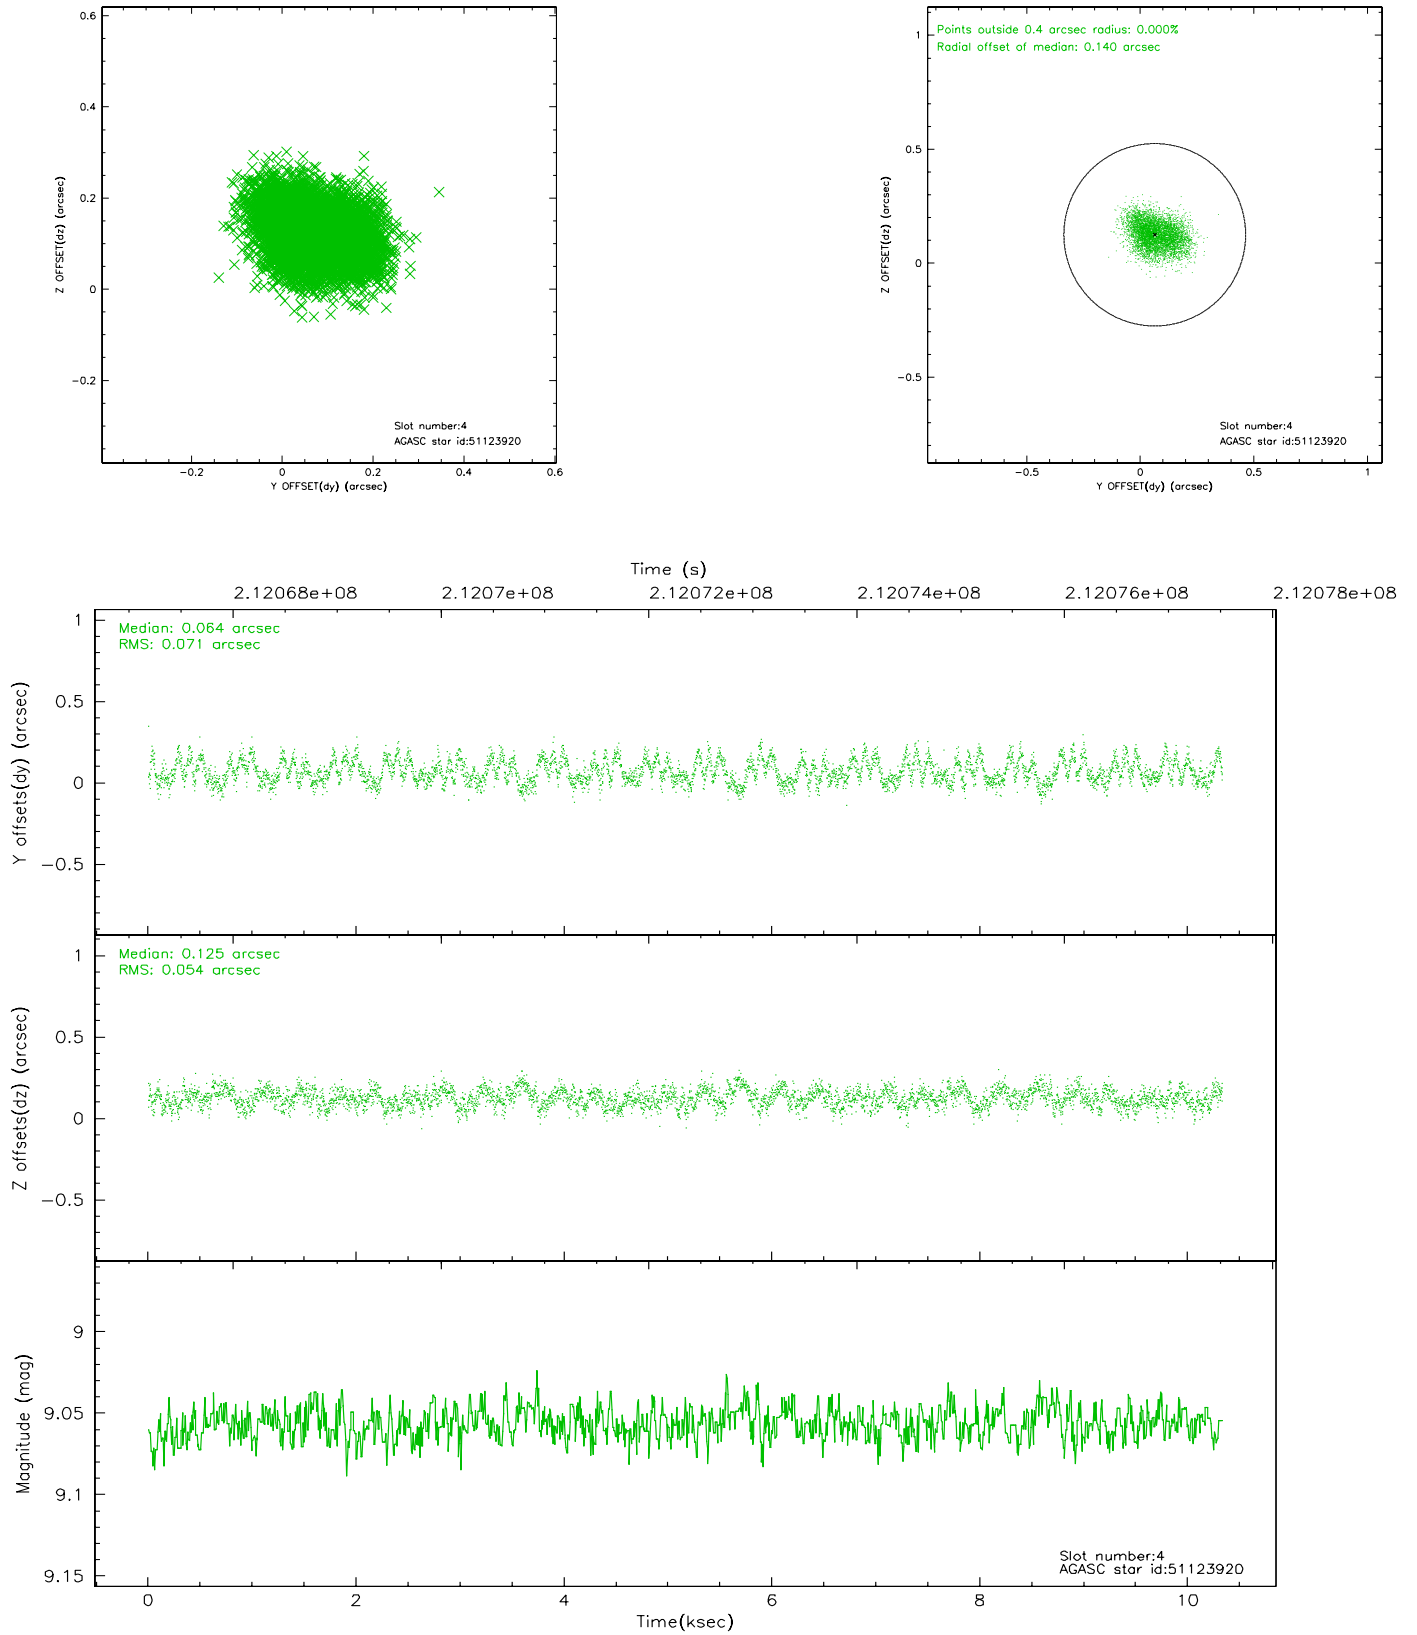 0.6
0.4
0.2
0
−0.2
−0.2
0
0.2
0.4
0.6
Z OFFSET(dz) (arcsec)
Y OFFSET(dy) (arcsec)
Slot number:4
AGASC star id:51123920
Points outside 0.4 arcsec radius: 0.000%
Radial offset of median: 0.140 arcsec
1
0.5
0
−0.5
−0.5
0
0.5
1
Z OFFSET(dz) (arcsec)
Y OFFSET(dy) (arcsec)
Slot number:4
AGASC star id:51123920
Time (s)
2.12068e+08
2.1207e+08
2.12072e+08
2.12074e+08
2.12076e+08
2.12078e+08
Median: 0.064 arcsec
RMS: 0.071 arcsec
1
0.5
0
−0.5
Y offsets(dy) (arcsec)
Median: 0.125 arcsec
RMS: 0.054 arcsec
1
0.5
0
−0.5
Z offsets(dz) (arcsec)
9
9.05
9.1
9.15
Magnitude (mag)
Slot number:4
AGASC star id:51123920
0
2
4
6
8
10
Time(ksec)